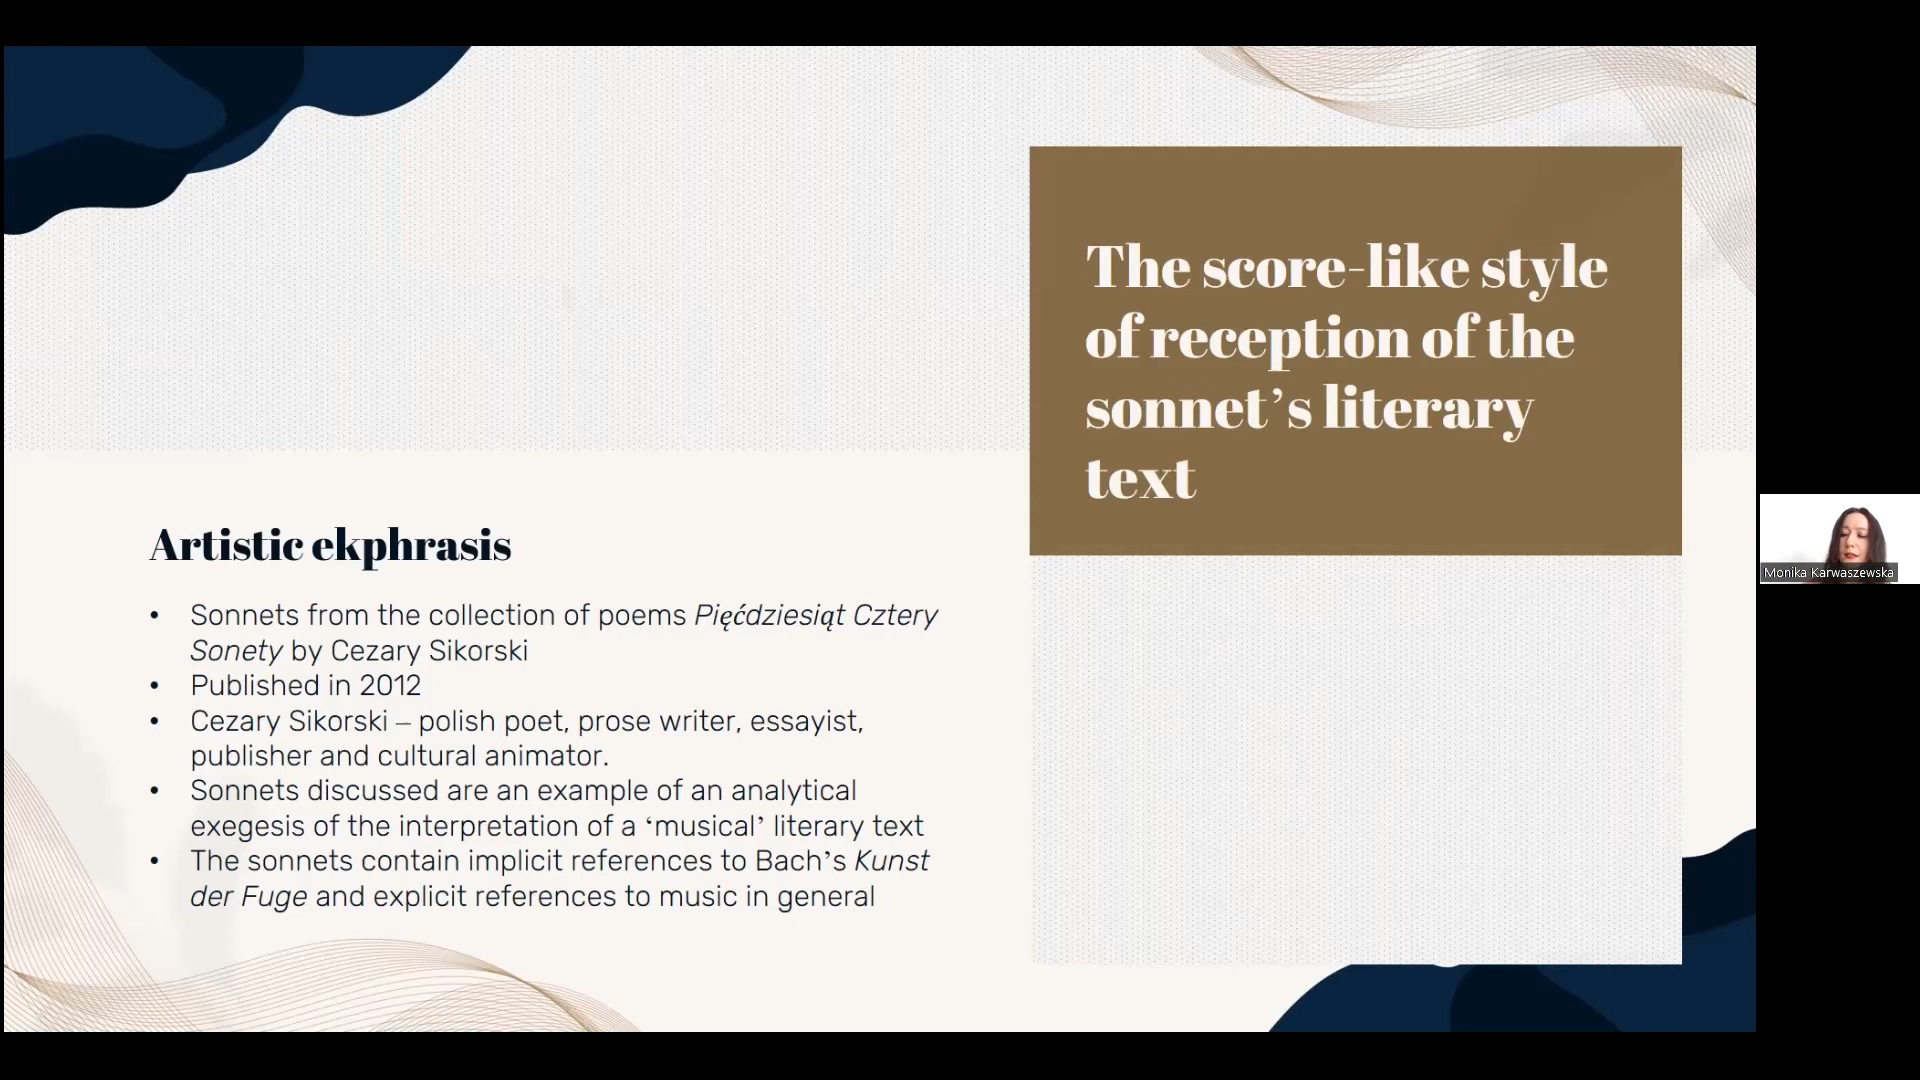 The score-like style
of reception of the
sonnet’s literary
text
Artistic ekphrasis
• Sonnets from the collection of poems Pięćdziesiąt Cztery
Sonety by Cezary Sikorski
• Published in 2012
• Cezary Sikorski – polish poet, prose writer, essayist,
publisher and cultural animator.
• Sonnets discussed are an example of an analytical
exegesis of the interpretation of a ‘musical’ literary text
• The sonnets contain implicit references to Bach’s Kunst
der Fuge and explicit references to music in general
Monika Karwaszewska